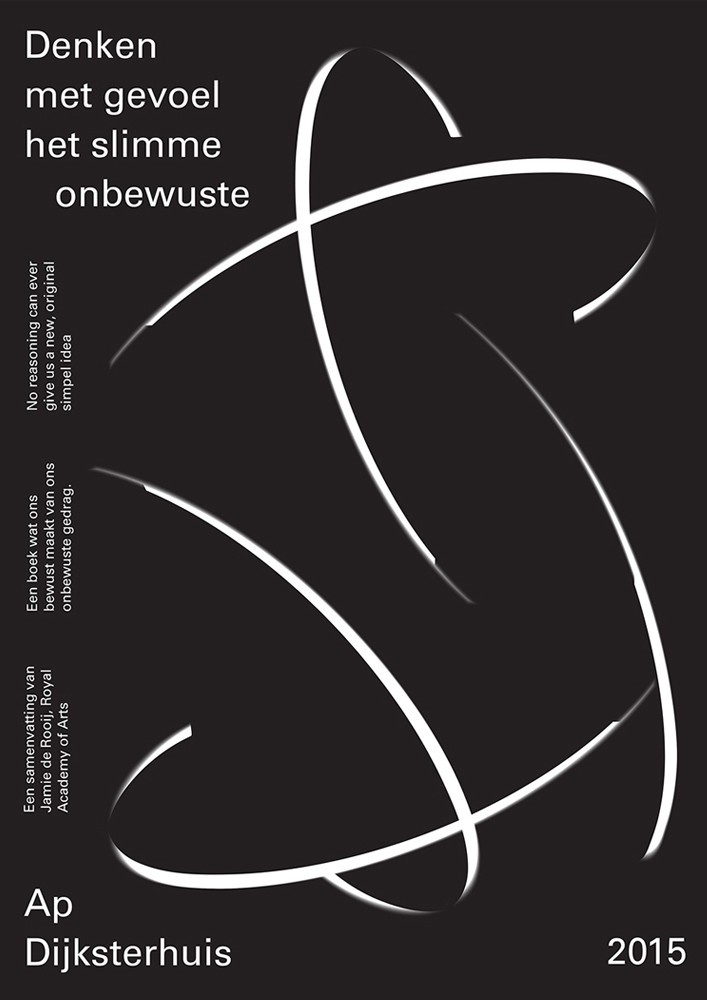 Denken
met gevoel
het slimme
onbewuste
No reasoning can ever
give us a new, original
simpel idea
Een boek wat ons
bewust maakt van ons
onbewuste gedrag.
Een samenvatting van
Jamie de Rooij, Royal
Academy of Arts
Ap
Dijksterhuis
2015